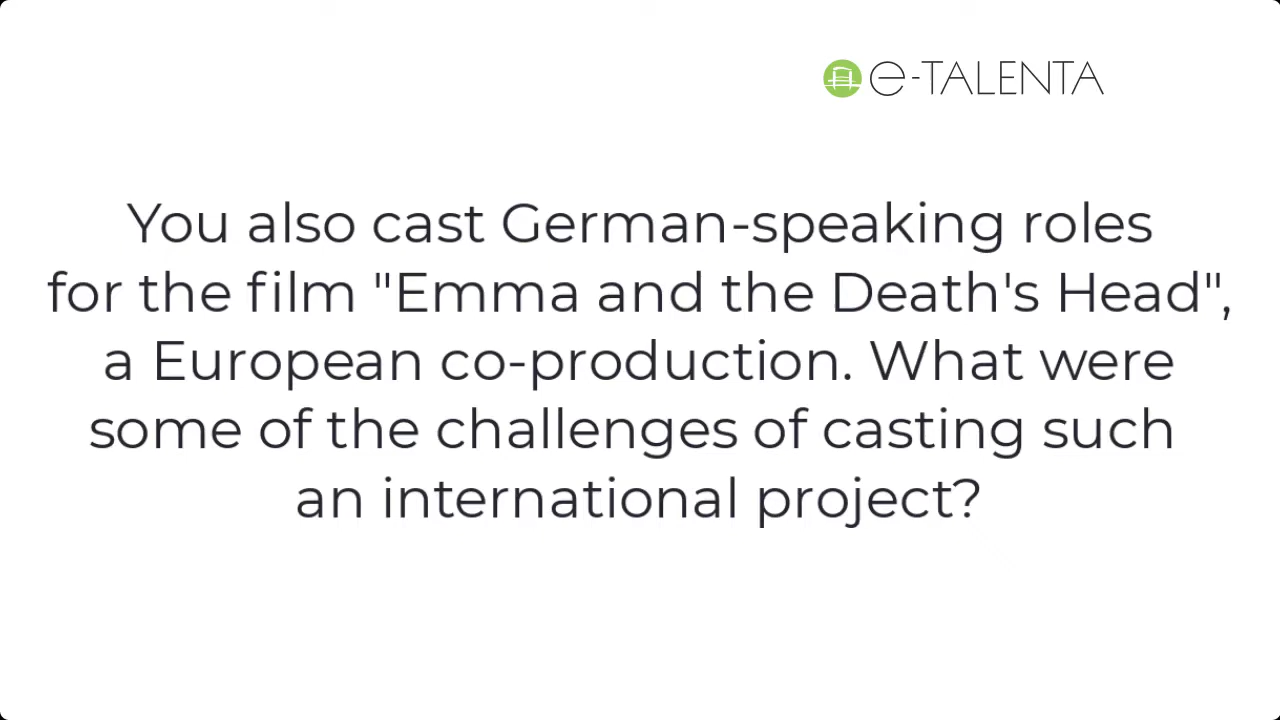 e-TALENTA
You also cast German-speaking roles
for the film "Emma and the Death's Head",
a European co-production. What were
some of the challenges of casting such
an international project?